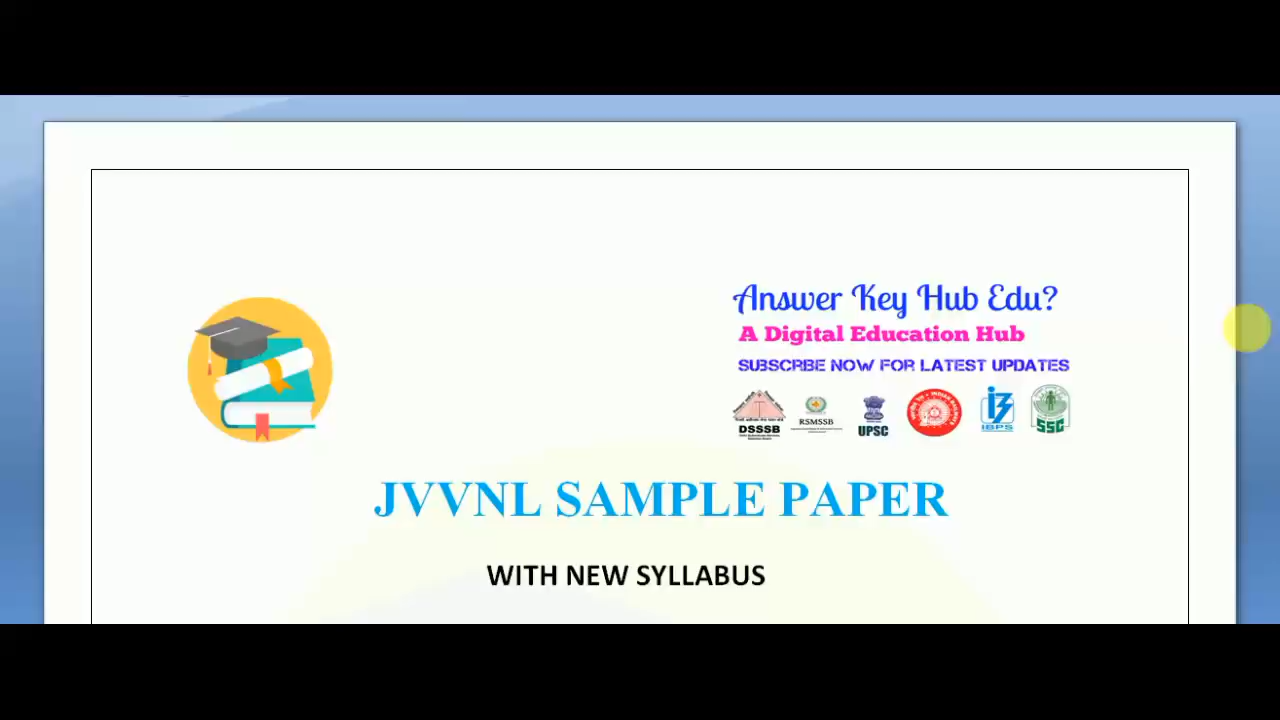 Answer Key Hub Edu?
A Digital Education Hub
SUBSCRBE NOW FOR LATEST UPDATES
DSSSB
RSMSSB
UPSC
IBPS
SSC
JVVNL SAMPLE PAPER
WITH NEW SYLLABUS